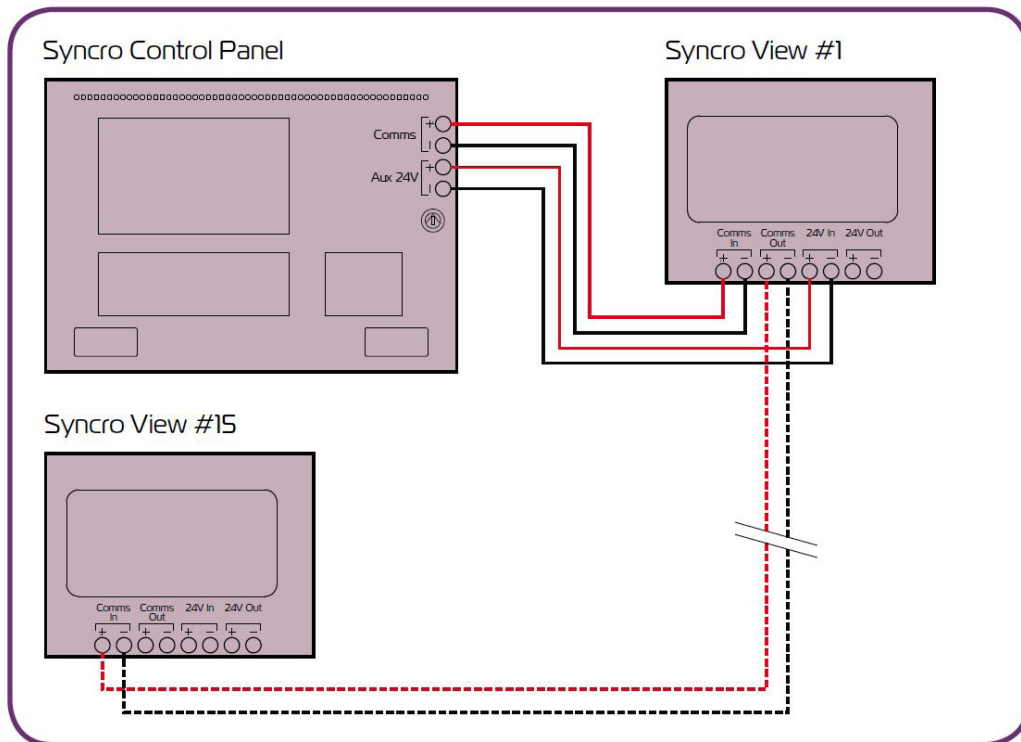 Syncro Control Panel
Syncro View #1
Comms
+
−
Aux 24V
+
−
Comms In
Comms Out
24V In
24V Out
+ − + − + − + −
Syncro View #15
Comms In
Comms Out
24V In
24V Out
+ − + − + − + −